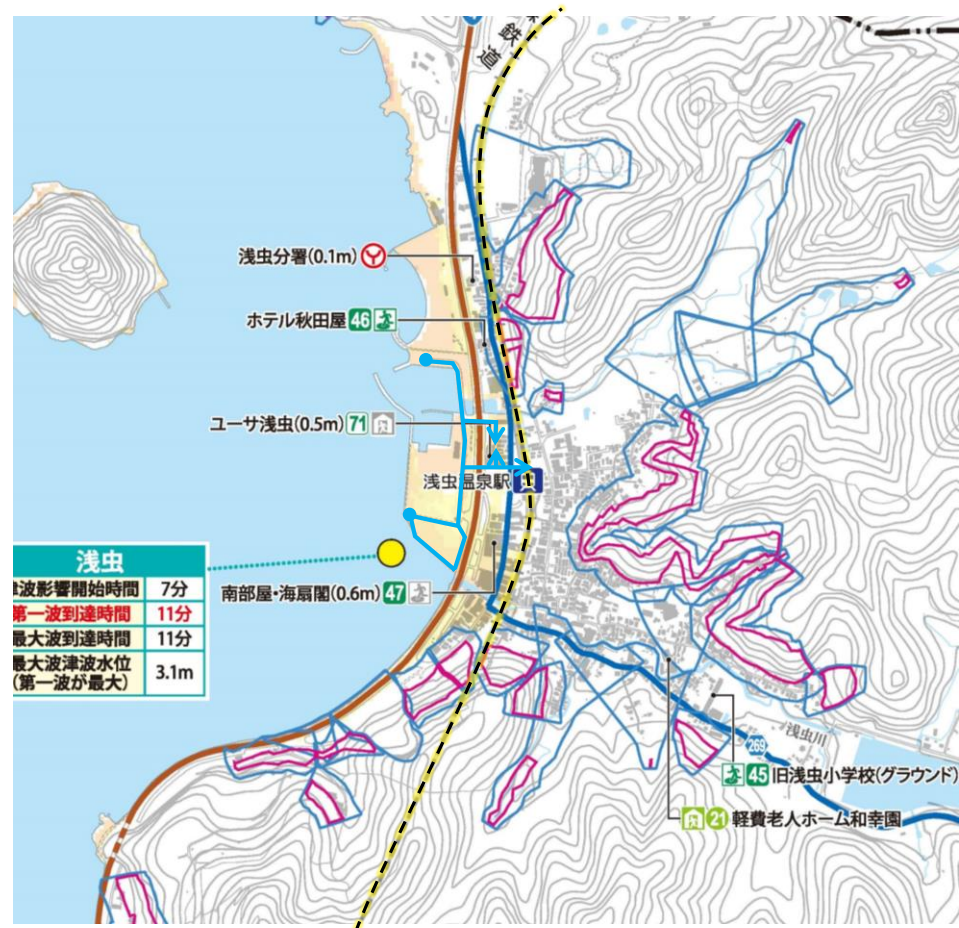 鉄道
浅虫分署(0.1m)
ホテル秋田屋 46
ユーサ浅虫(0.5m) 71
浅虫温泉駅
浅虫
津波影響開始時間 7分
第一波到達時間 11分
最大波到達時間 11分
最大波津波水位
(第一波が最大) 3.1m
南部屋・海扇閣(0.6m) 47
浅虫川
269
45 旧浅虫小学校(グラウンド)
21 軽費老人ホーム和幸園